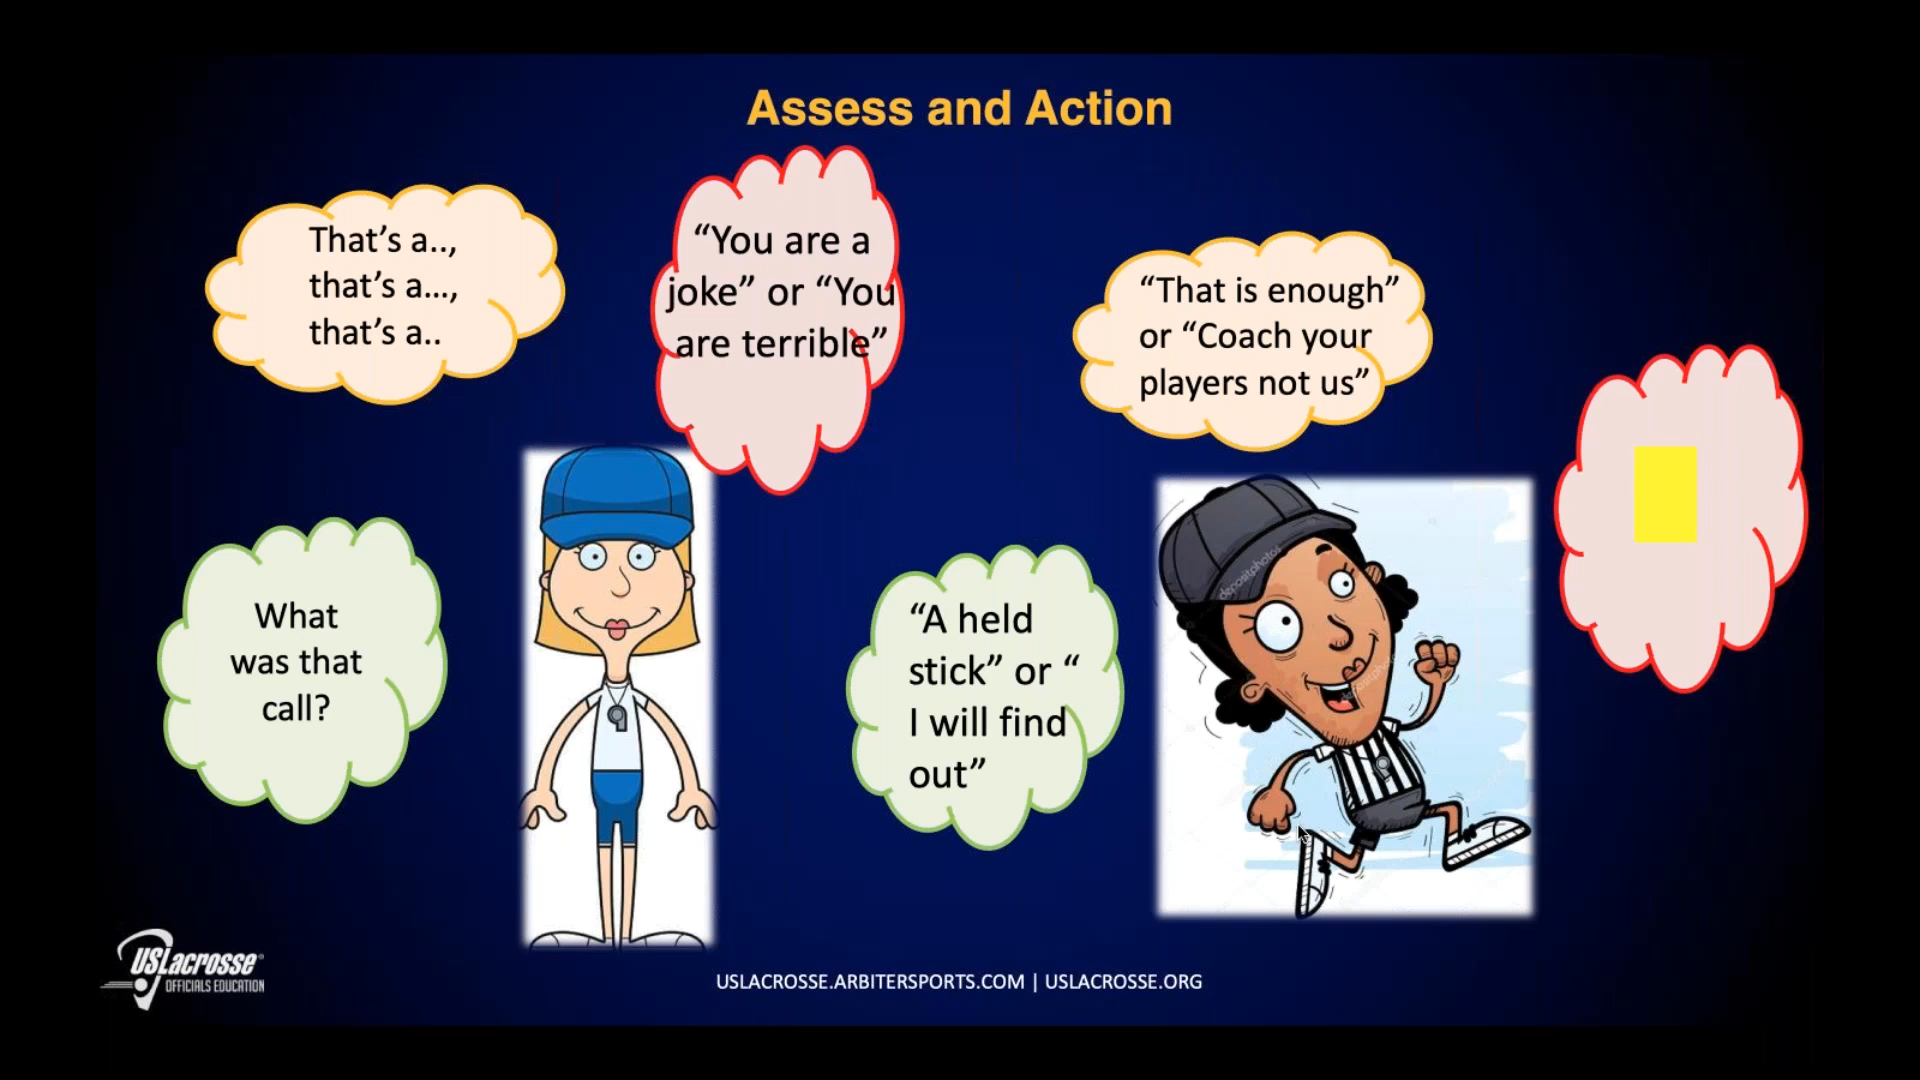 Assess and Action
That’s a..,
that’s a...,
that’s a..
“You are a
joke” or “You
are terrible”
“That is enough”
or “Coach your
players not us”
What
was that
call?
“A held
stick” or “
I will find
out”
depositphotos
depositphotos
USLacrosse
OFFICIALS EDUCATION
USLACROSSE.ARBITERSPORTS.COM | USLACROSSE.ORG